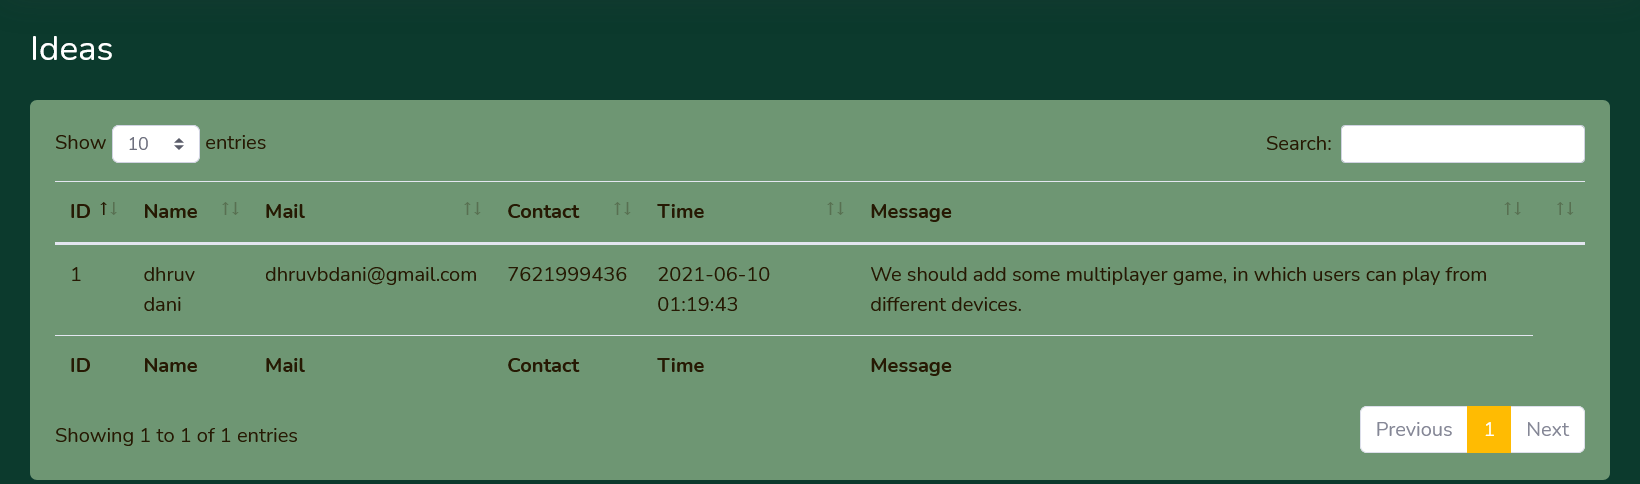 Ideas
Show 10 entries Search:
ID Name Mail Contact Time Message
1 dhruv dhruvbdani@gmail.com 7621999436 2021-06-10 We should add some multiplayer game, in which users can play from
dani 01:19:43 different devices.
ID Name Mail Contact Time Message
Showing 1 to 1 of 1 entries Previous 1 Next